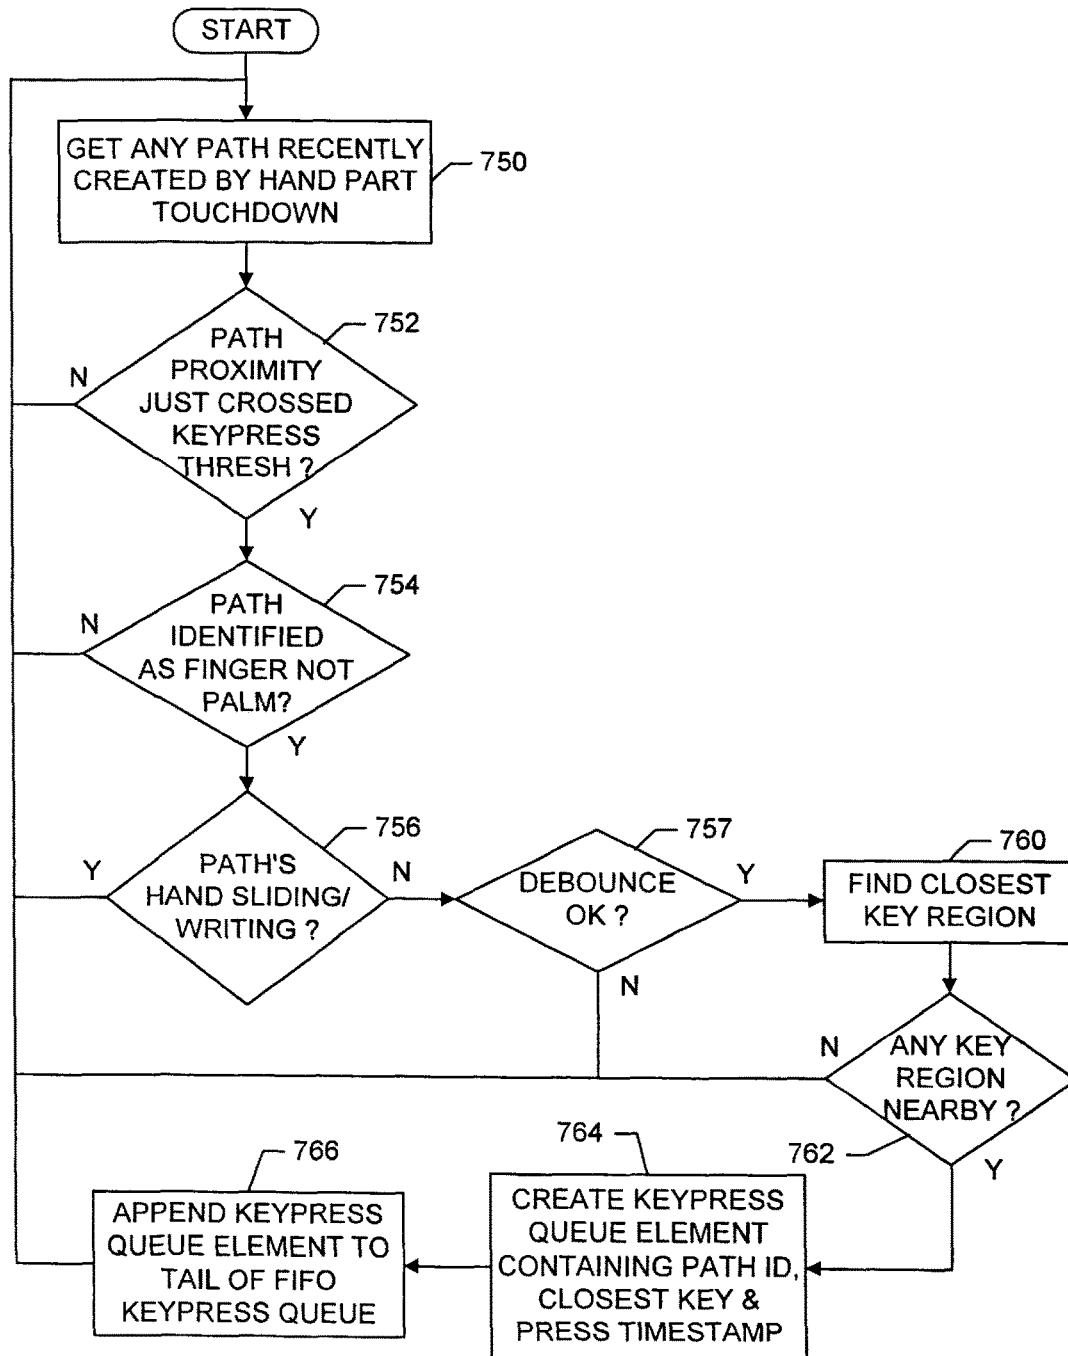 START
GET ANY PATH RECENTLY
CREATED BY HAND PART
TOUCHDOWN
750
PATH
PROXIMITY
JUST CROSSED
KEYPRESS
THRESH ?
752
N
Y
PATH
IDENTIFIED
AS FINGER NOT
PALM?
754
N
Y
PATH'S
HAND SLIDING/
WRITING ?
756
Y
N
DEBOUNCE
OK ?
757
Y
N
FIND CLOSEST
KEY REGION
760
ANY KEY
REGION
NEARBY ?
762
N
Y
CREATE KEYPRESS
QUEUE ELEMENT
CONTAINING PATH ID,
CLOSEST KEY &
PRESS TIMESTAMP
764
APPEND KEYPRESS
QUEUE ELEMENT TO
TAIL OF FIFO
KEYPRESS QUEUE
766